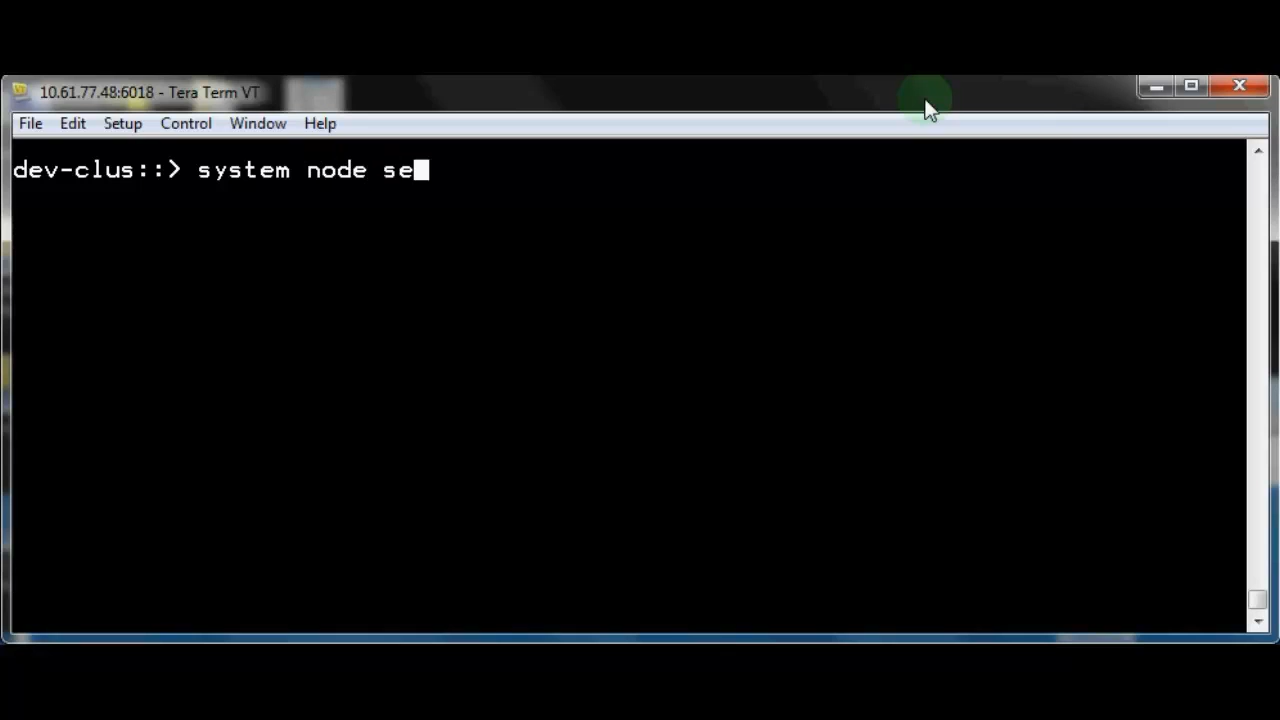 10.61.77.48:6018 - Tera Term VT
File Edit Setup Control Window Help
dev-clus::> system node se